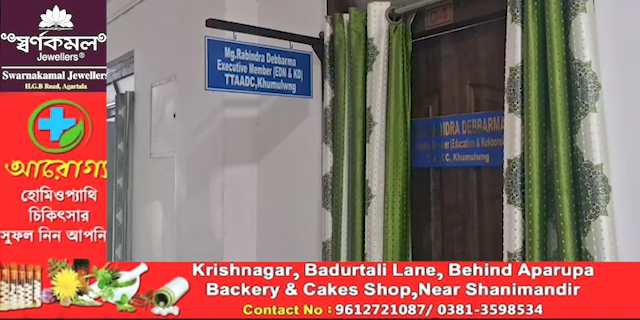 স্বর্ণকমল
Jewellers®
Swarnakamal Jewellers
H.G.B Road, Agartala
আরোগ্য
হোমিওপ্যাথি
চিকিৎসার
সুফল নিন আপনি
Mg.Rabindra Debbarma
Executive Member (EDN & KD)
TTAADC,Khumulwng
DEBBARMA
(Education & Kokborok
Khumulwng
Krishnagar, Badurtali Lane, Behind Aparupa
Backery & Cakes Shop,Near Shanimandir
Contact No : 9612721087/ 0381-3598534